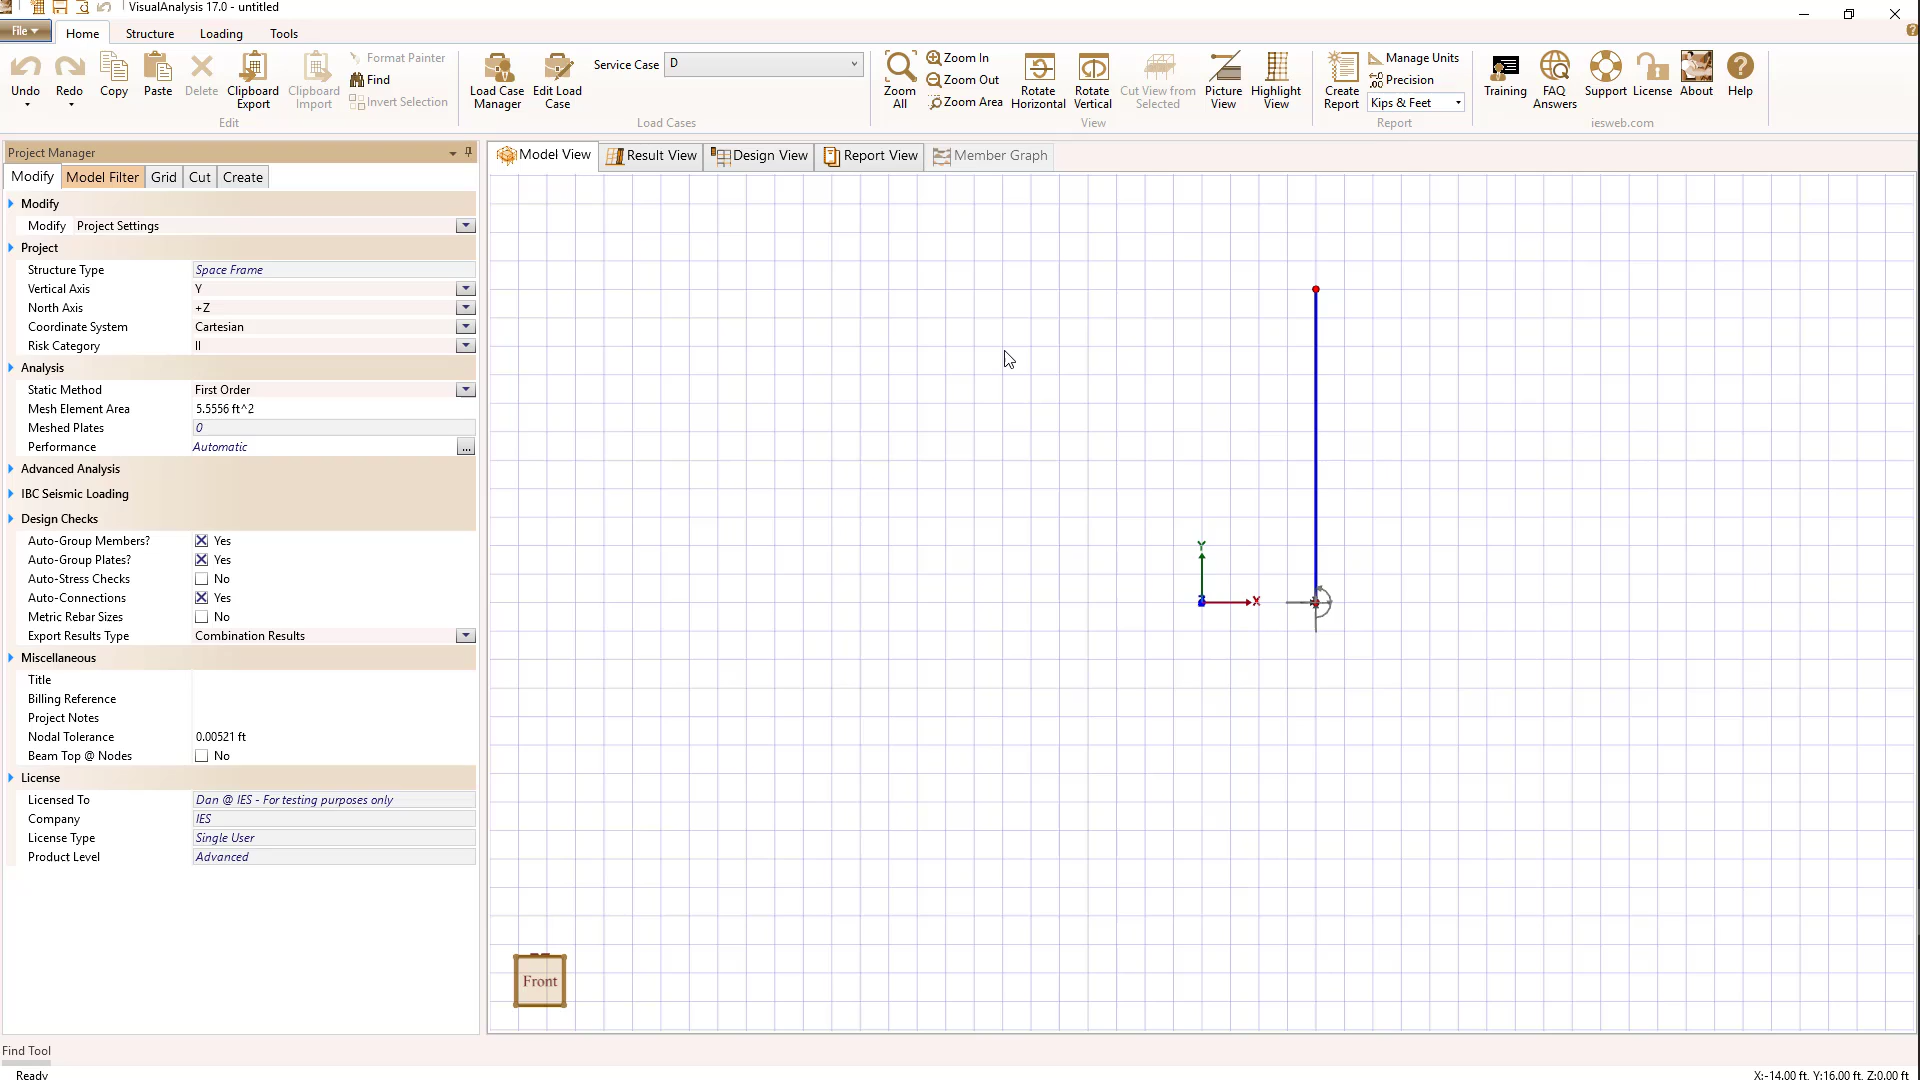 VisualAnalysis 17.0 - untitled
File Home Structure Loading Tools
Undo Redo Copy Paste Delete Clipboard Export Clipboard Import Format Painter Find Invert Selection
Edit
Load Case Manager Edit Load Case Service Case D
Load Cases
Zoom All Zoom In Zoom Out Zoom Area Rotate Horizontal Rotate Vertical Cut View from Selected Picture View Highlight View
View
Create Report Manage Units Precision Kips & Feet
Report
Training FAQ Answers Support License About Help
iesweb.com
Project Manager
Modify Model Filter Grid Cut Create
Modify
Modify Project Settings
Project
Structure Type Space Frame
Vertical Axis Y
North Axis +Z
Coordinate System Cartesian
Risk Category II
Analysis
Static Method First Order
Mesh Element Area 5.5556 ft^2
Meshed Plates 0
Performance Automatic ...
Advanced Analysis
IBC Seismic Loading
Design Checks
Auto-Group Members? Yes
Auto-Group Plates? Yes
Auto-Stress Checks No
Auto-Connections Yes
Metric Rebar Sizes No
Export Results Type Combination Results
Miscellaneous
Title
Billing Reference
Project Notes
Nodal Tolerance 0.00521 ft
Beam Top @ Nodes No
License
Licensed To Dan @ IES - For testing purposes only
Company IES
License Type Single User
Product Level Advanced
Model View Result View Design View Report View Member Graph
Y
X
Front
Find Tool
Ready
X:-14.00 ft, Y:16.00 ft, Z:0.00 ft